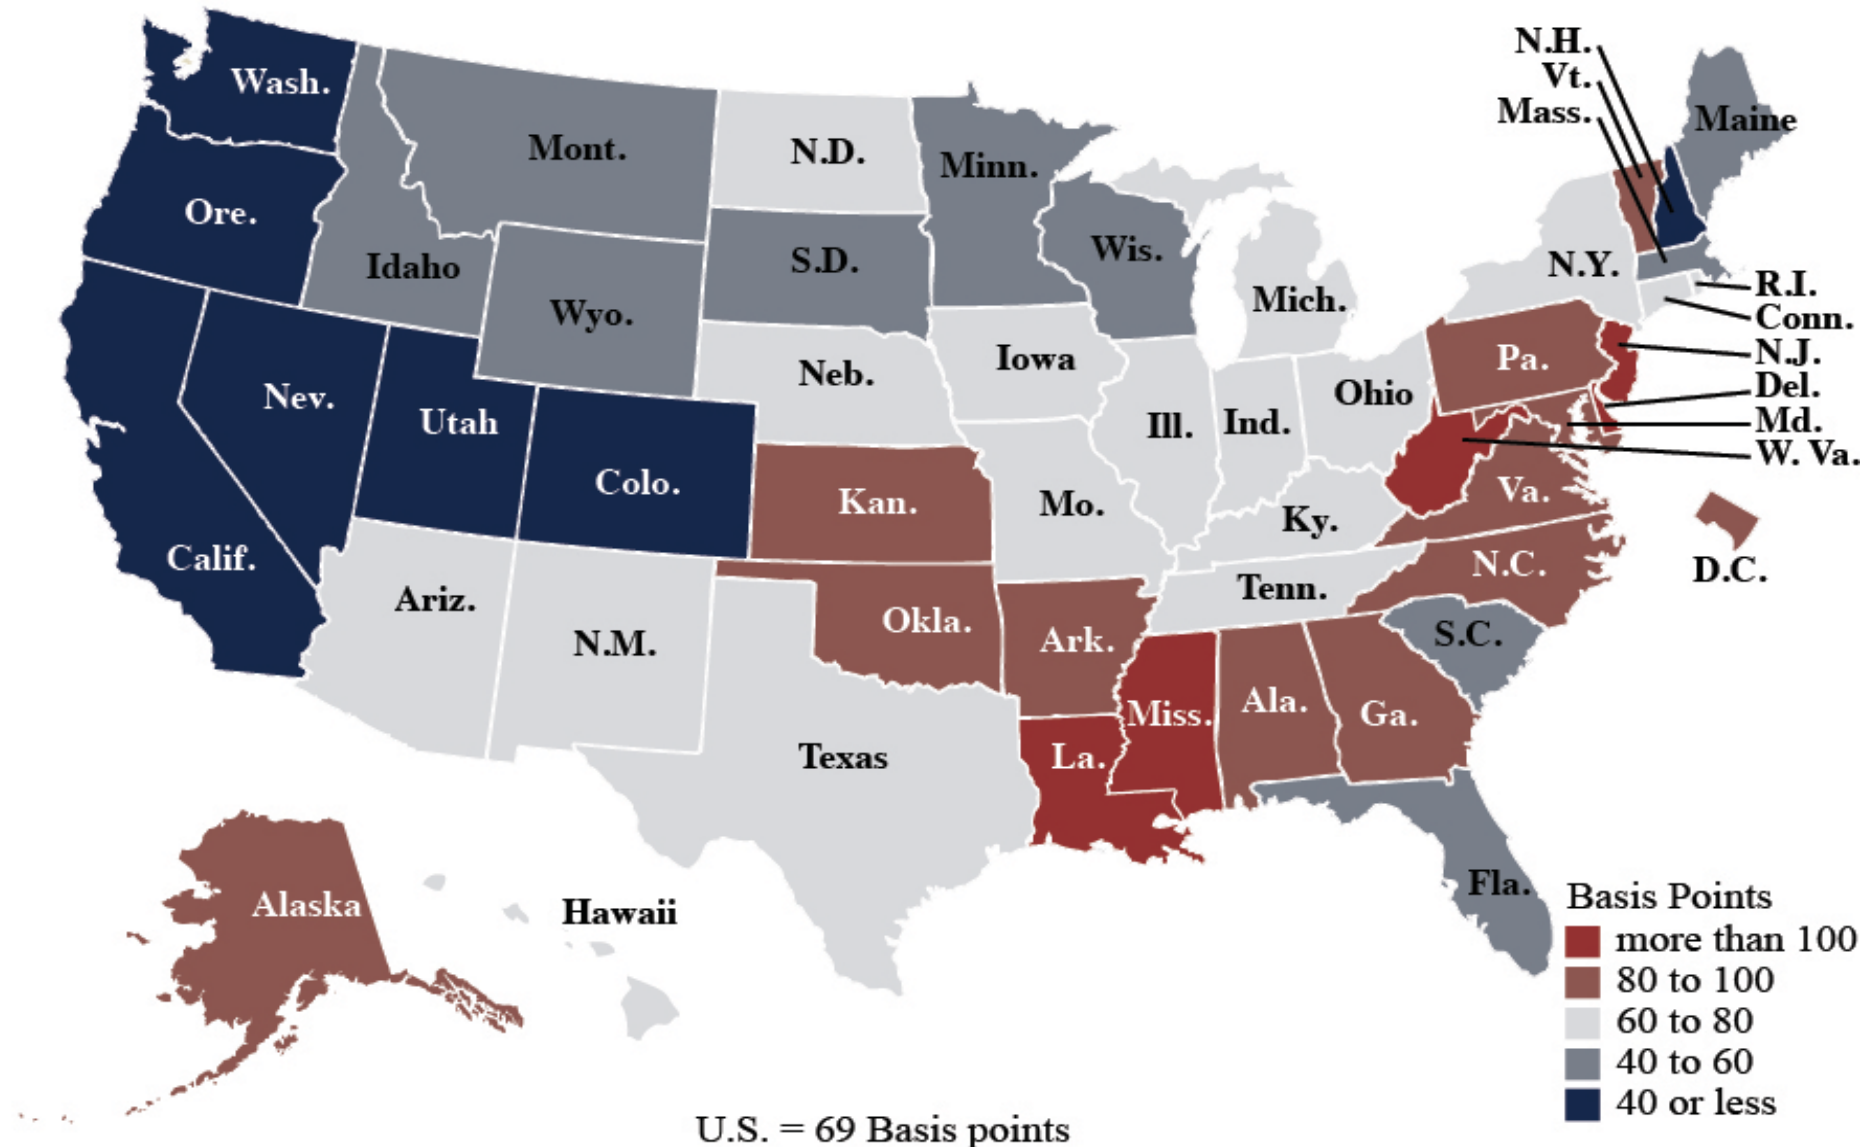 N.H.
Vt.
Mass.
Maine
Wash.
Mont.
N.D.
Minn.
Ore.
Idaho
S.D.
Wis.
N.Y.
Wyo.
Mich.
R.I.
Conn.
N.J.
Del.
Md.
W. Va.
Neb.
Iowa
Pa.
Nev.
Utah
Ill.
Ind.
Ohio
Colo.
Kan.
Mo.
Ky.
Va.
Calif.
Ariz.
N.M.
Okla.
Ark.
Tenn.
N.C.
D.C.
S.C.
Texas
La.
Miss.
Ala.
Ga.
Alaska
Hawaii
Fla.
Basis Points
more than 100
80 to 100
60 to 80
40 to 60
40 or less
U.S. = 69 Basis points